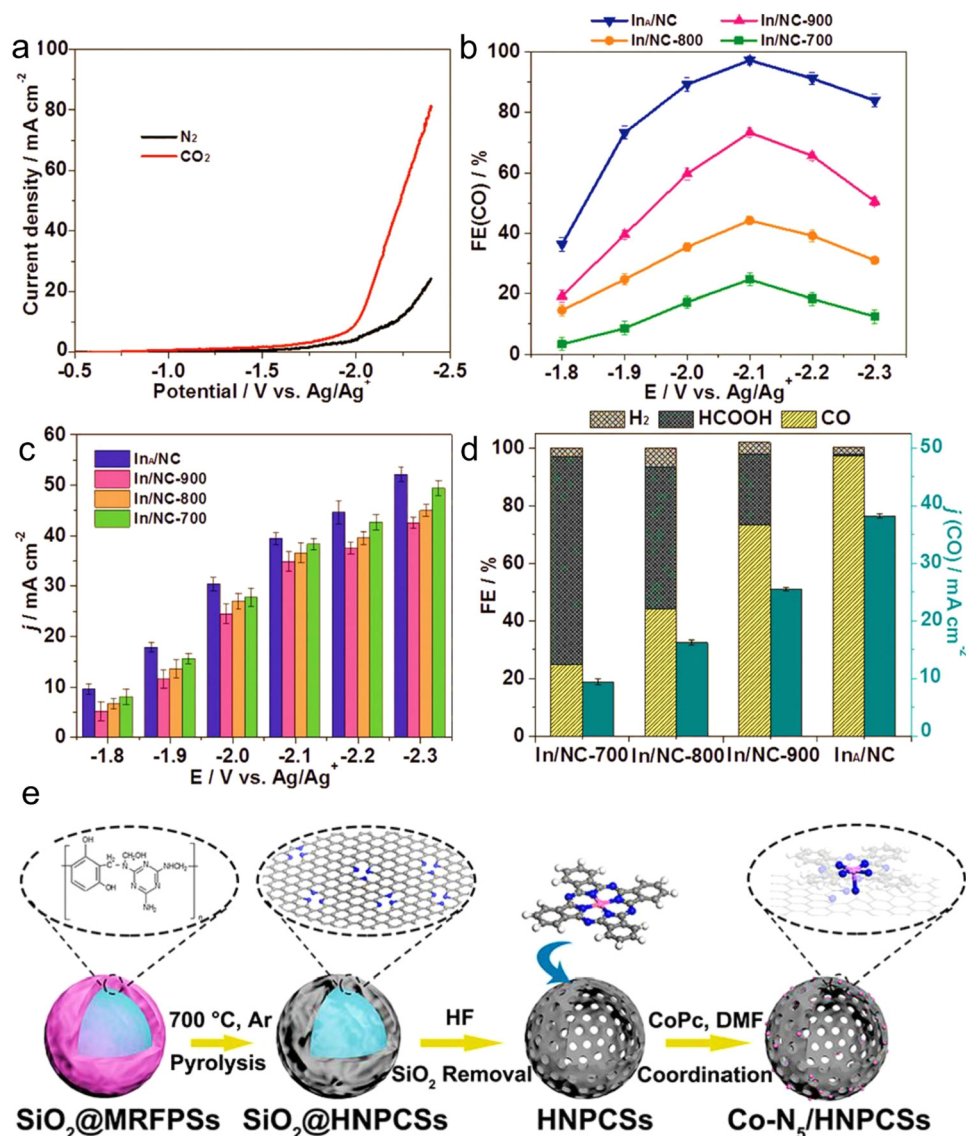 a
Current density / mA cm⁻²
100
80
60
40
20
0
N₂
CO₂
-0.5 -1.0 -1.5 -2.0 -2.5
Potential / V vs. Ag/Ag⁺
b
InA/NC In/NC-900
In/NC-800 In/NC-700
FE(CO) / %
100
80
60
40
20
0
-1.8 -1.9 -2.0 -2.1 -2.2 -2.3
E / V vs. Ag/Ag⁺
c
j / mA cm⁻²
60
50
40
30
20
10
0
InA/NC
In/NC-900
In/NC-800
In/NC-700
-1.8 -1.9 -2.0 -2.1 -2.2 -2.3
E / V vs. Ag/Ag⁺
H₂ HCOOH CO
d
FE / %
100
80
60
40
20
0
50
40
30
20
10
0
j (CO) / mA cm⁻²
In/NC-700 In/NC-800 In/NC-900 InA/NC
e
OH
OH
H₂
C
CH₂OH
N
N
N
N
NHCH₂
NH₂
n
700 °C, Ar
Pyrolysis
HF
SiO₂ Removal
CoPc, DMF
Coordination
SiO₂@MRFPSs SiO₂@HNPCSs HNPCSs Co-N₅/HNPCSs